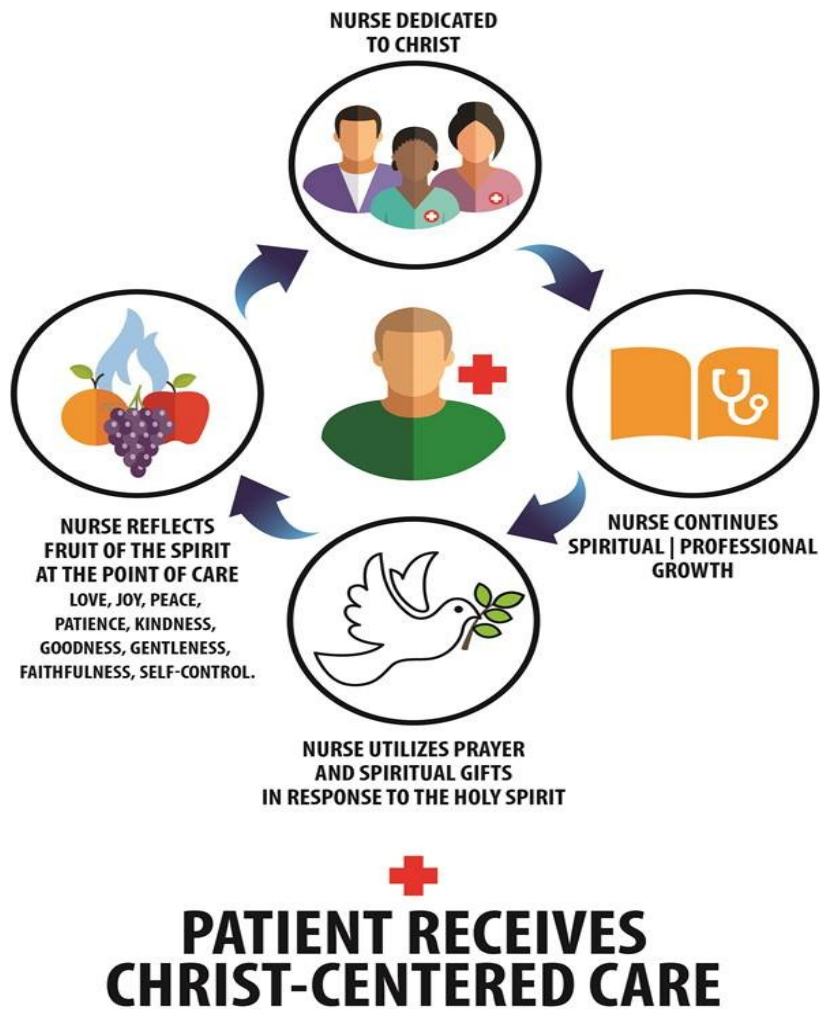 NURSE DEDICATED
TO CHRIST
NURSE CONTINUES
SPIRITUAL | PROFESSIONAL
GROWTH
NURSE UTILIZES PRAYER
AND SPIRITUAL GIFTS
IN RESPONSE TO THE HOLY SPIRIT
NURSE REFLECTS
FRUIT OF THE SPIRIT
AT THE POINT OF CARE
LOVE, JOY, PEACE,
PATIENCE, KINDNESS,
GOODNESS, GENTLENESS,
FAITHFULNESS, SELF-CONTROL.
PATIENT RECEIVES
CHRIST-CENTERED CARE